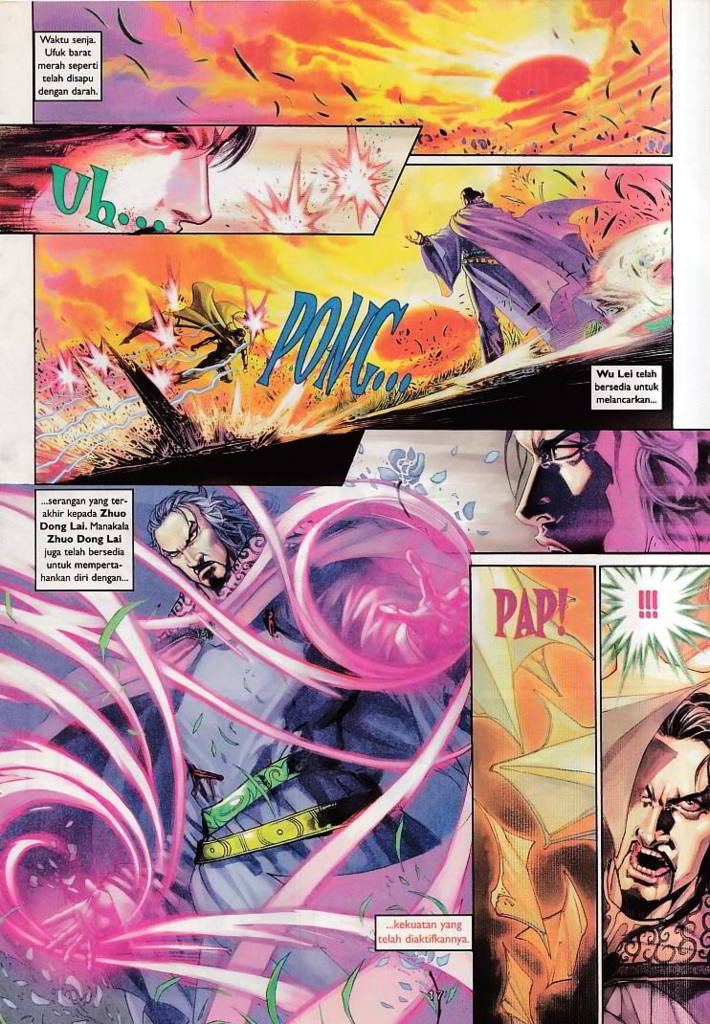 Waktu senja.
Ufuk barat
merah seperti
telah disapu
dengan darah.
Uh...
PONG...
Wu Lei telah
bersedia untuk
melancarkan...
...serangan yang ter-
akhir kepada Zhuo
Dong Lai. Manakala
Zhuo Dong Lai
juga telah bersedia
untuk memperta-
hankan diri dengan...
PAP!
!!!
...kekuatan yang
telah diaktifkannya.
17